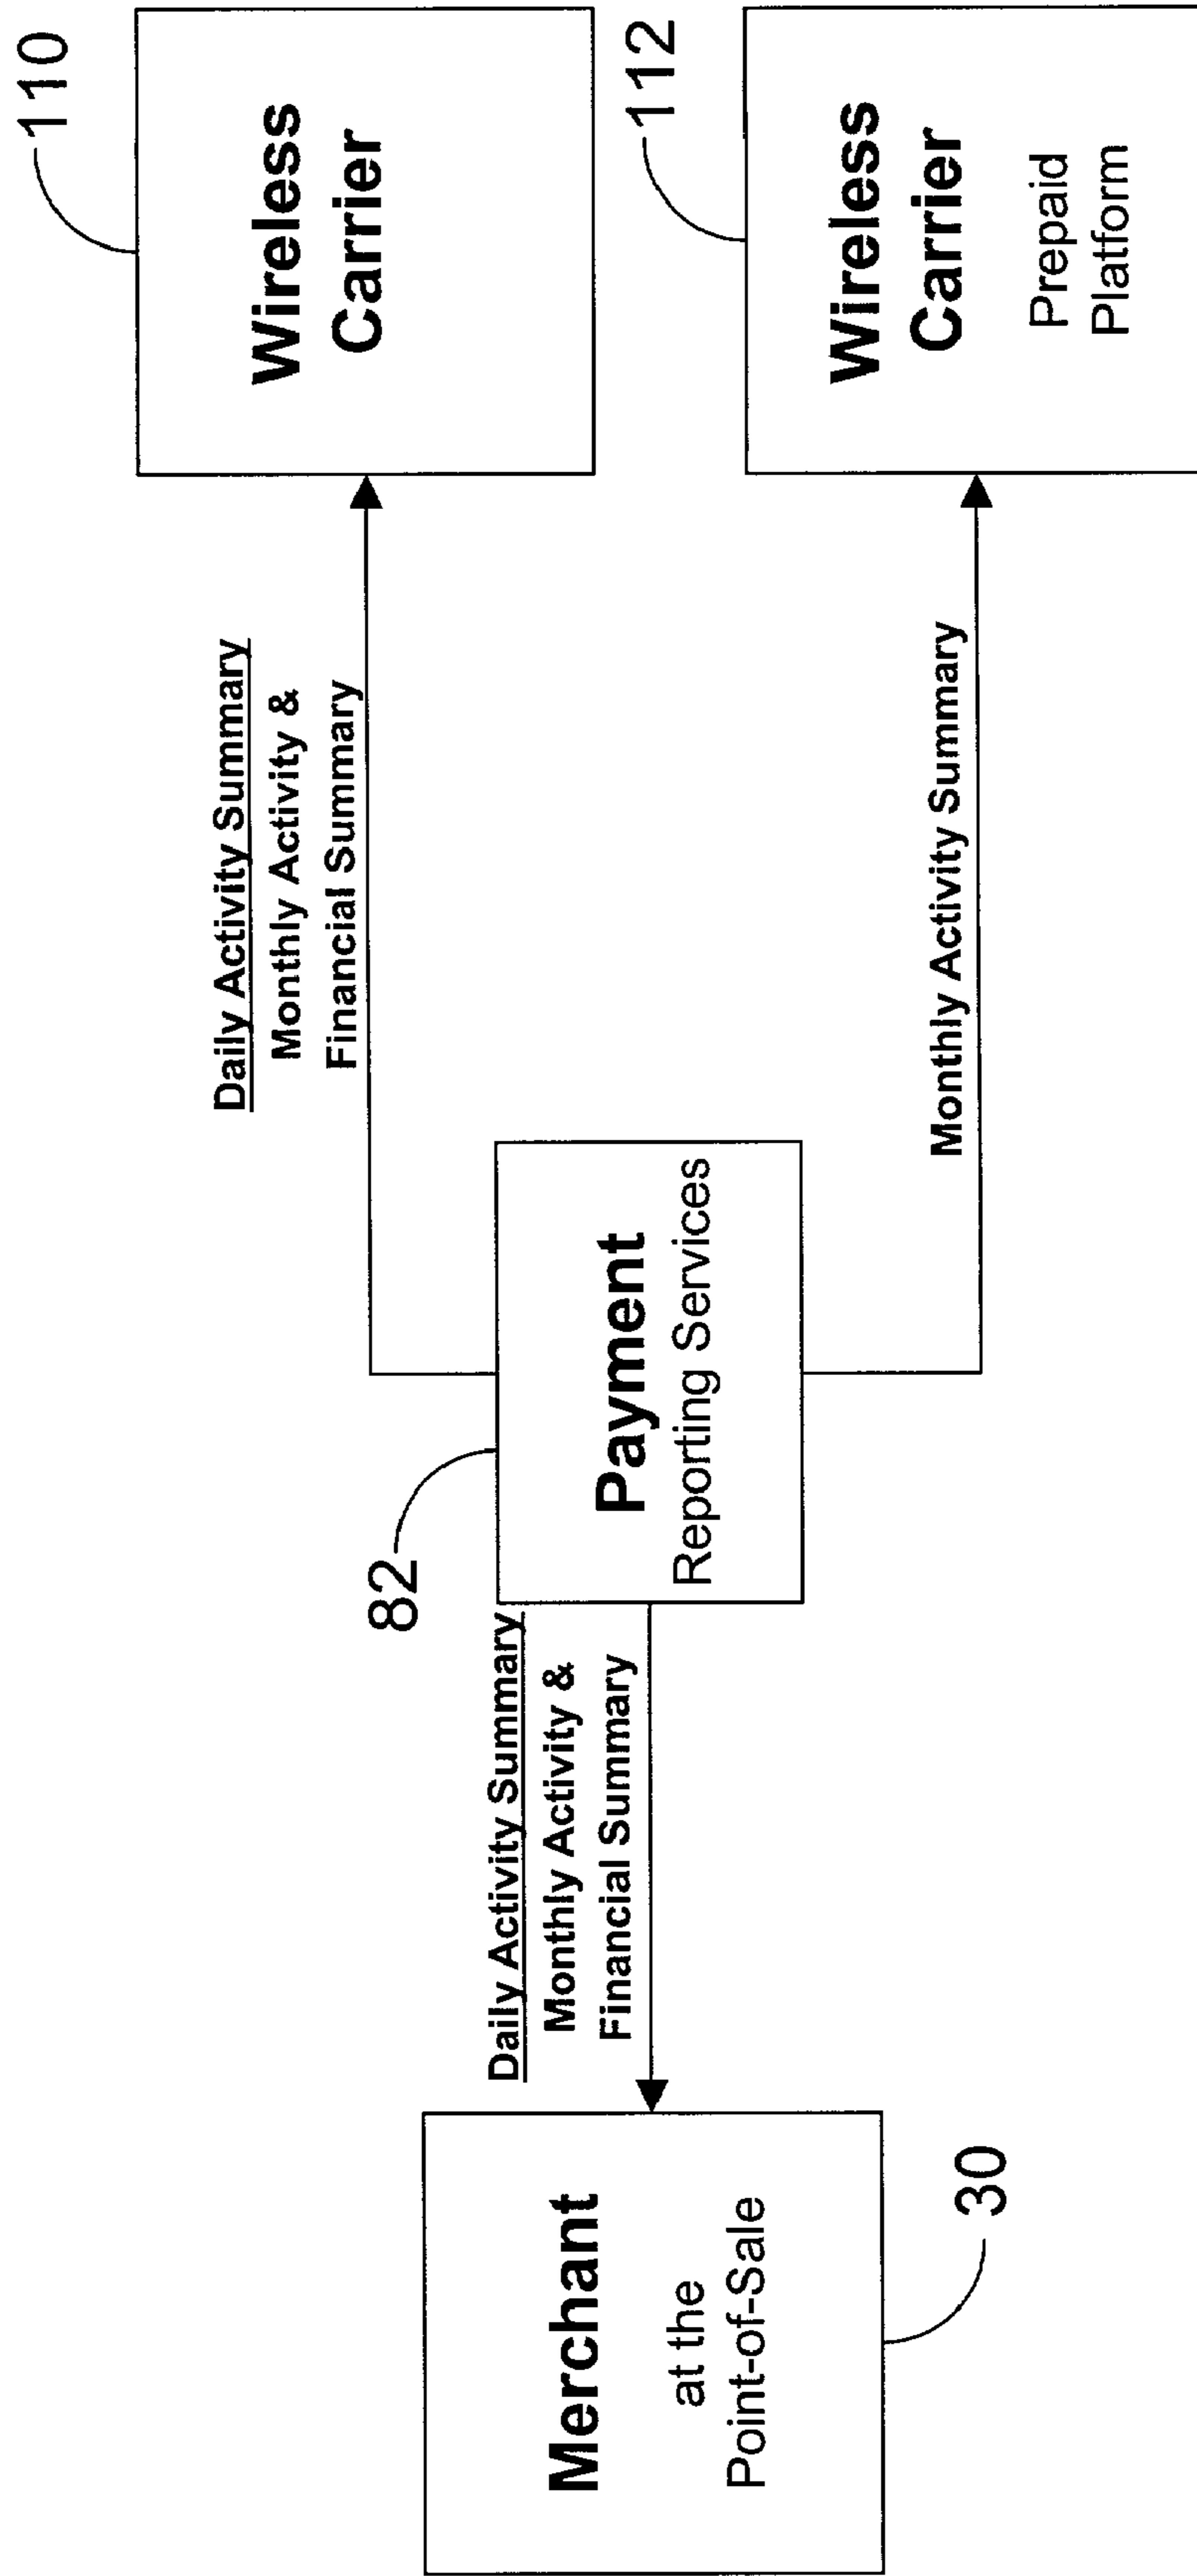 110
Wireless
Carrier
Daily Activity Summary
Monthly Activity &
Financial Summary
82
Payment
Reporting Services
Daily Activity Summary
Monthly Activity &
Financial Summary
Merchant
at the
Point-of-Sale
30
112
Wireless
Carrier
Prepaid
Platform
Monthly Activity Summary